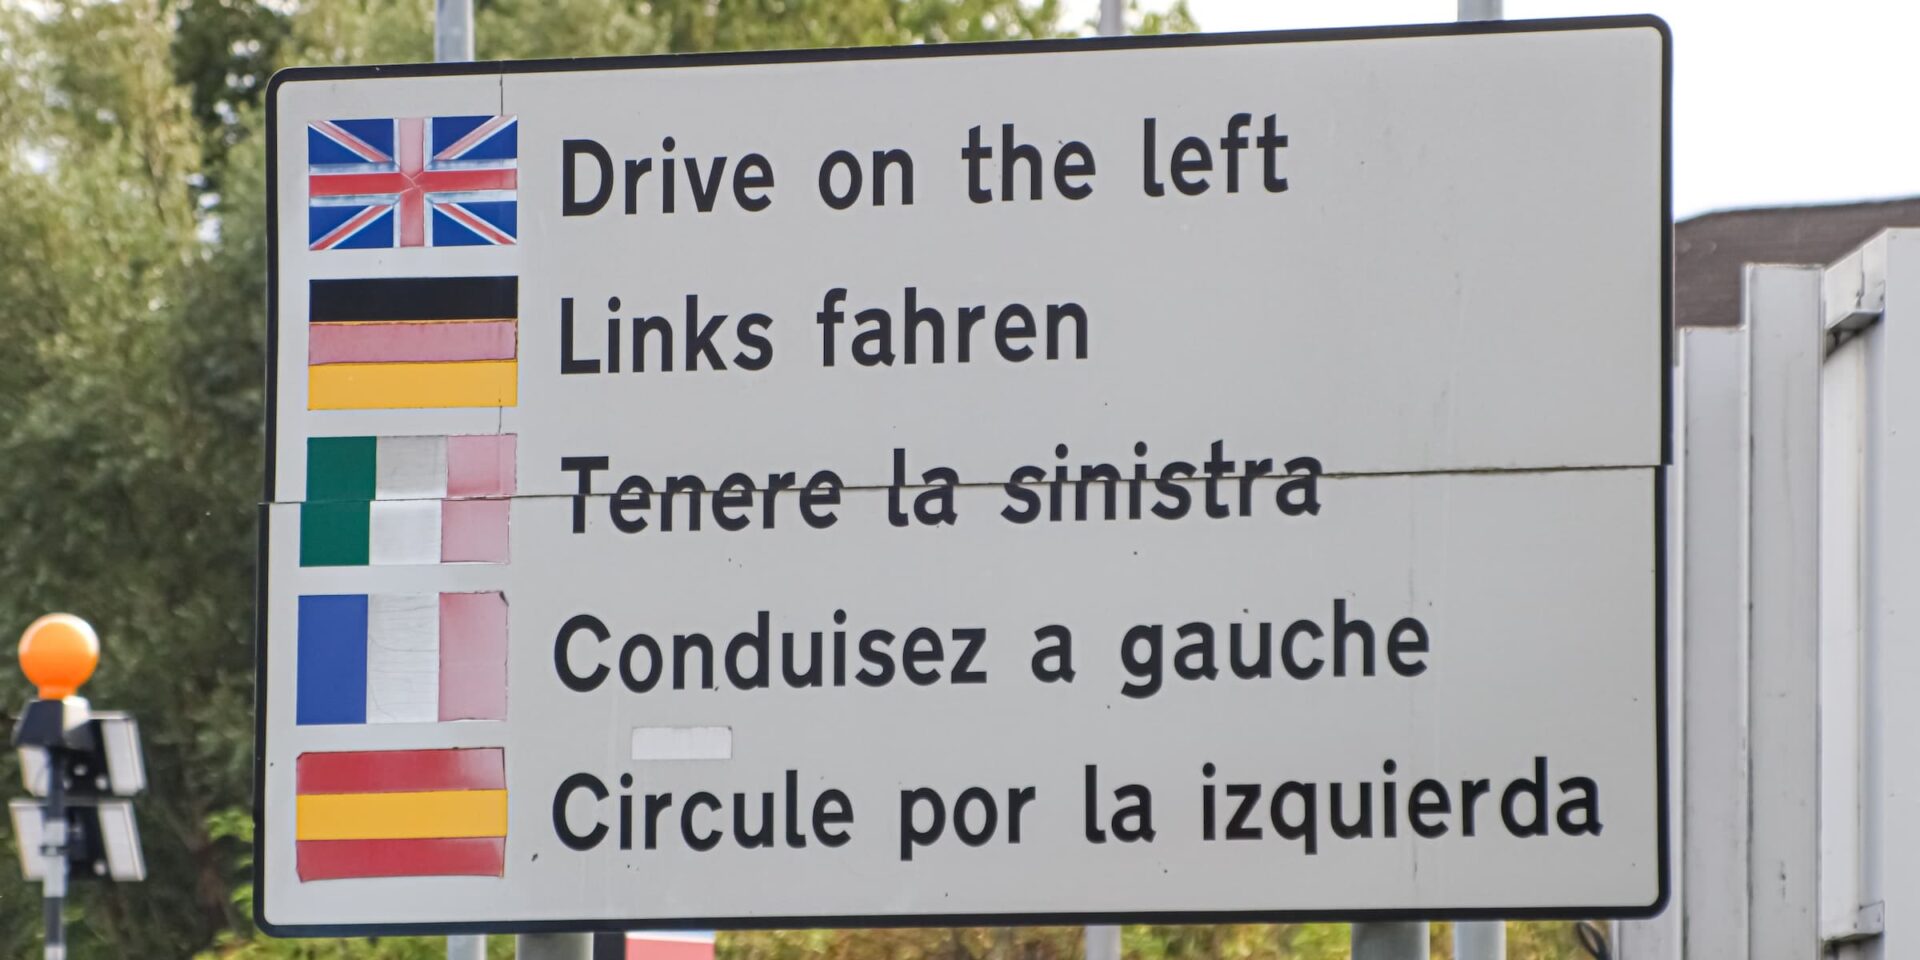 Drive on the left
Links fahren
Tenere la sinistra
Conduisez a gauche
Circule por la izquierda